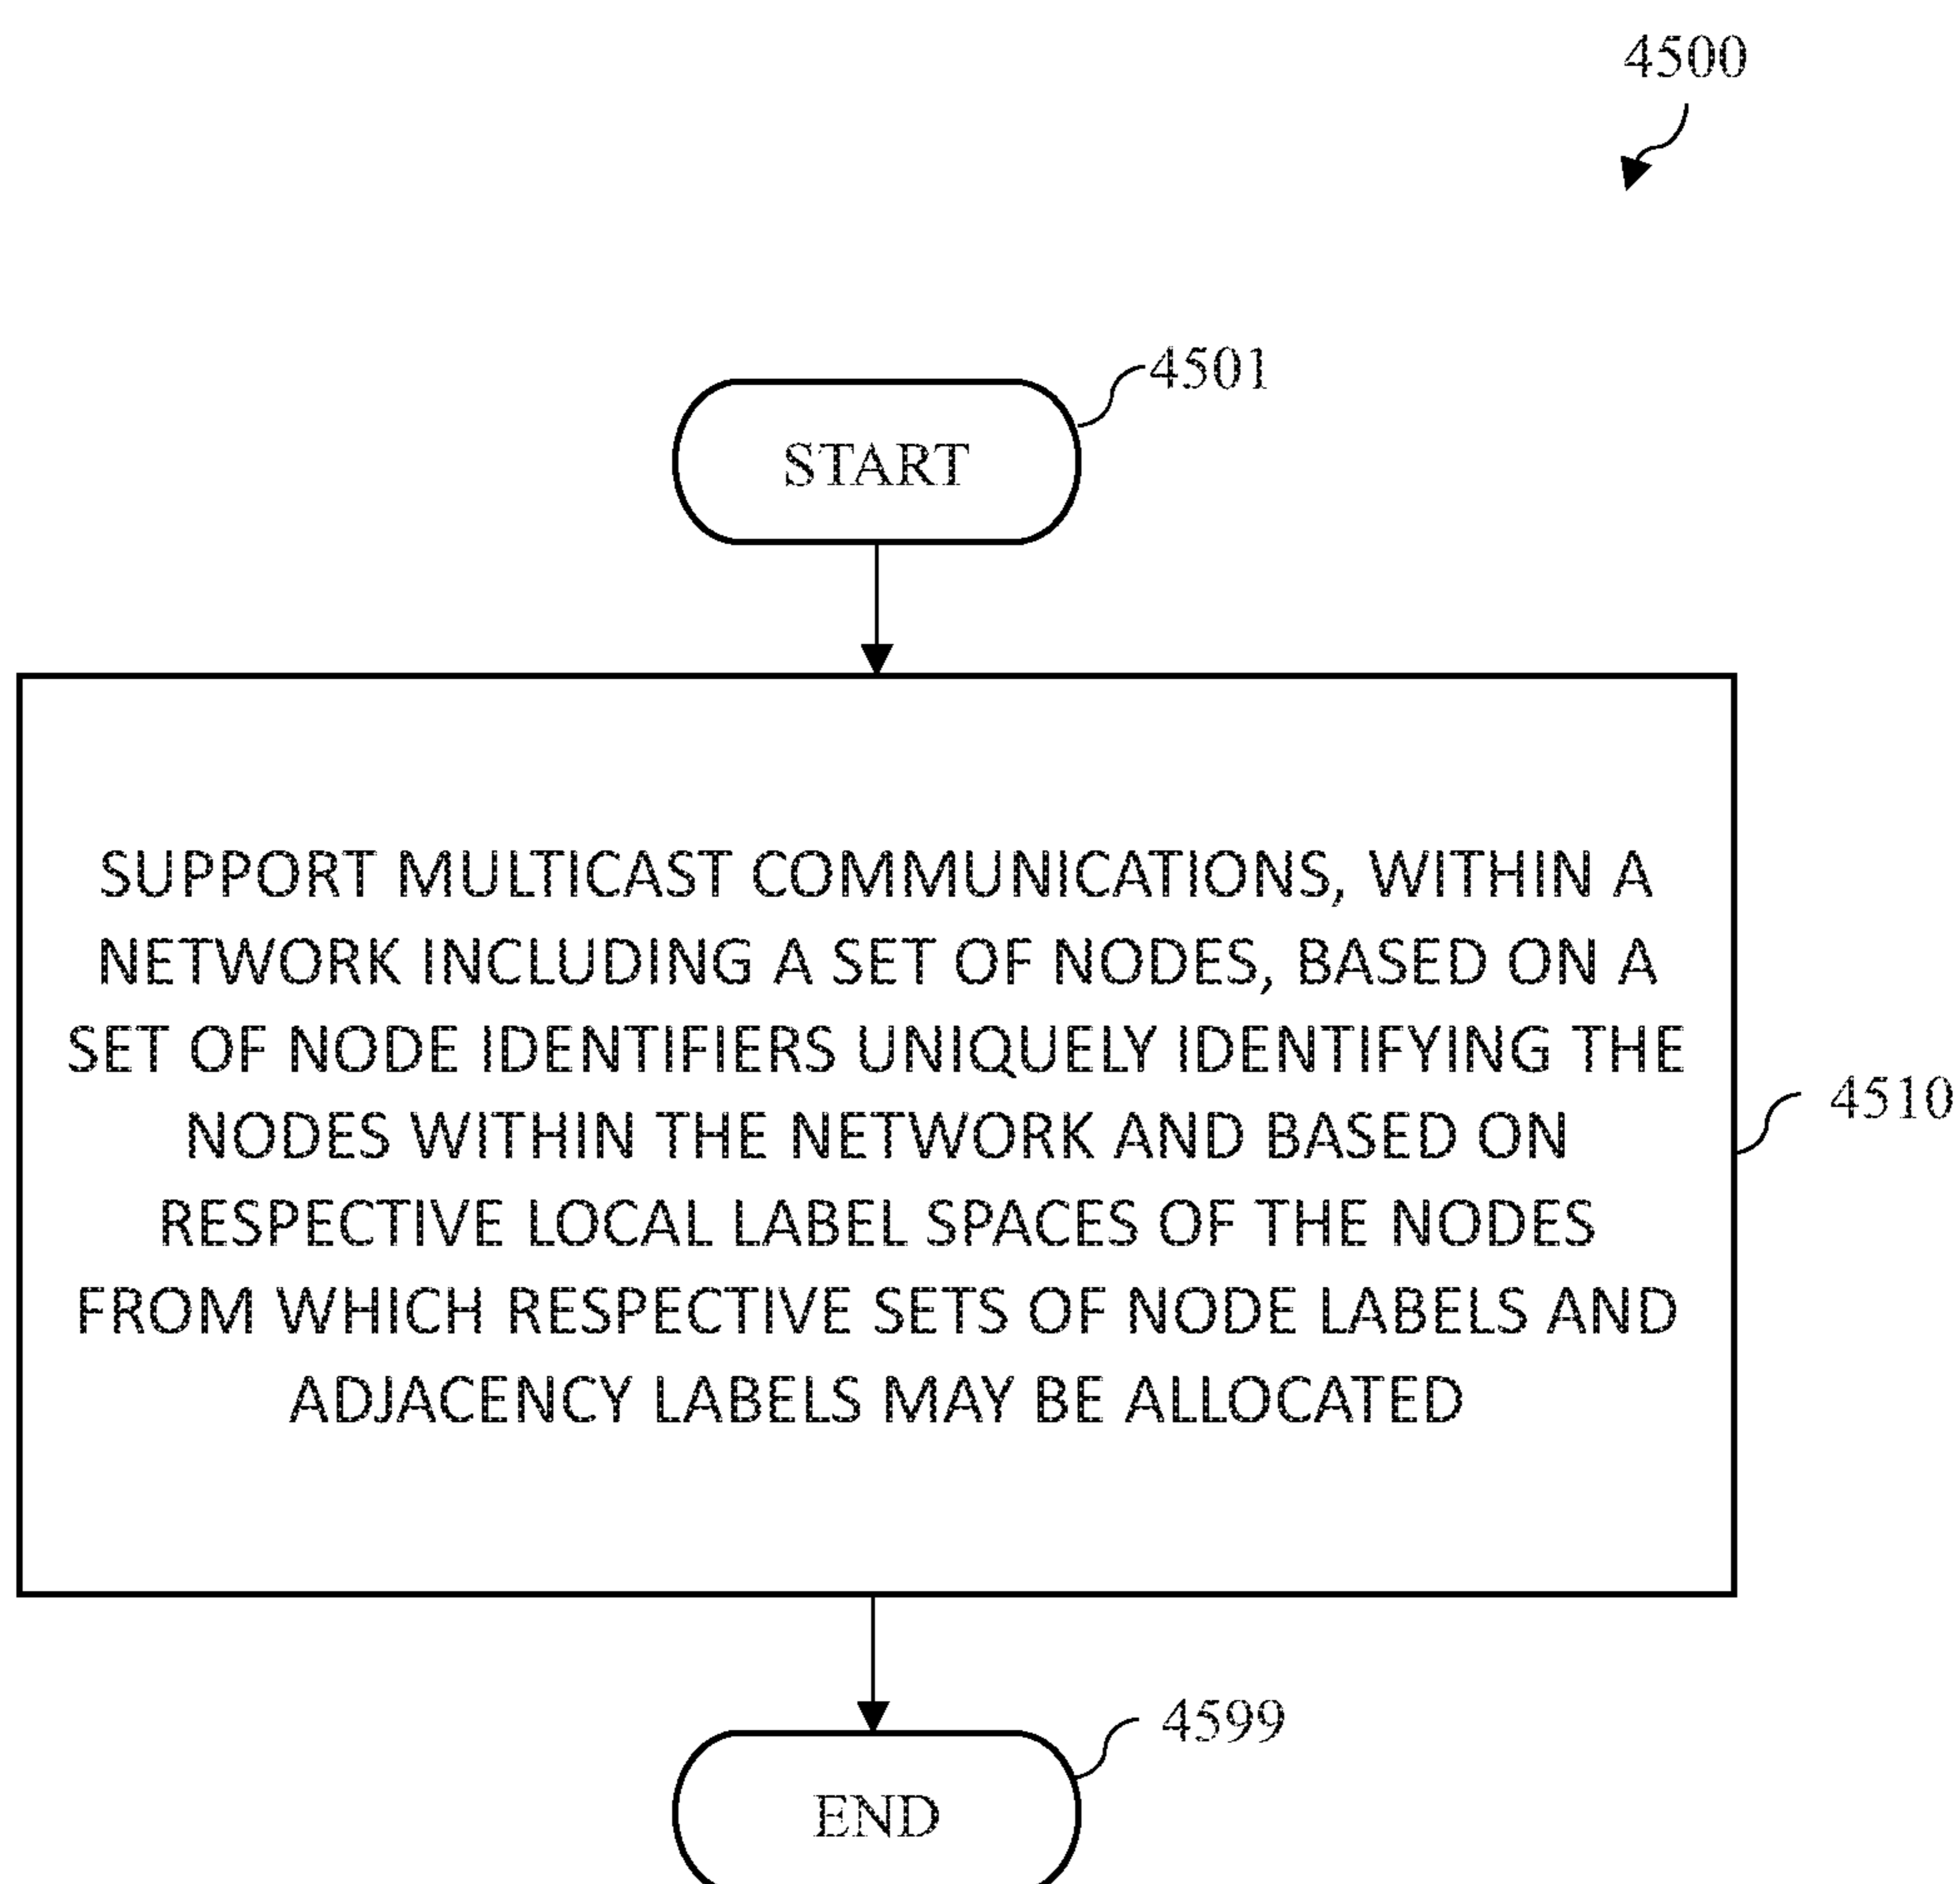 4500
4501
START
SUPPORT MULTICAST COMMUNICATIONS, WITHIN A
NETWORK INCLUDING A SET OF NODES, BASED ON A
SET OF NODE IDENTIFIERS UNIQUELY IDENTIFYING THE
NODES WITHIN THE NETWORK AND BASED ON
RESPECTIVE LOCAL LABEL SPACES OF THE NODES
FROM WHICH RESPECTIVE SETS OF NODE LABELS AND
ADJACENCY LABELS MAY BE ALLOCATED
4510
4599
END